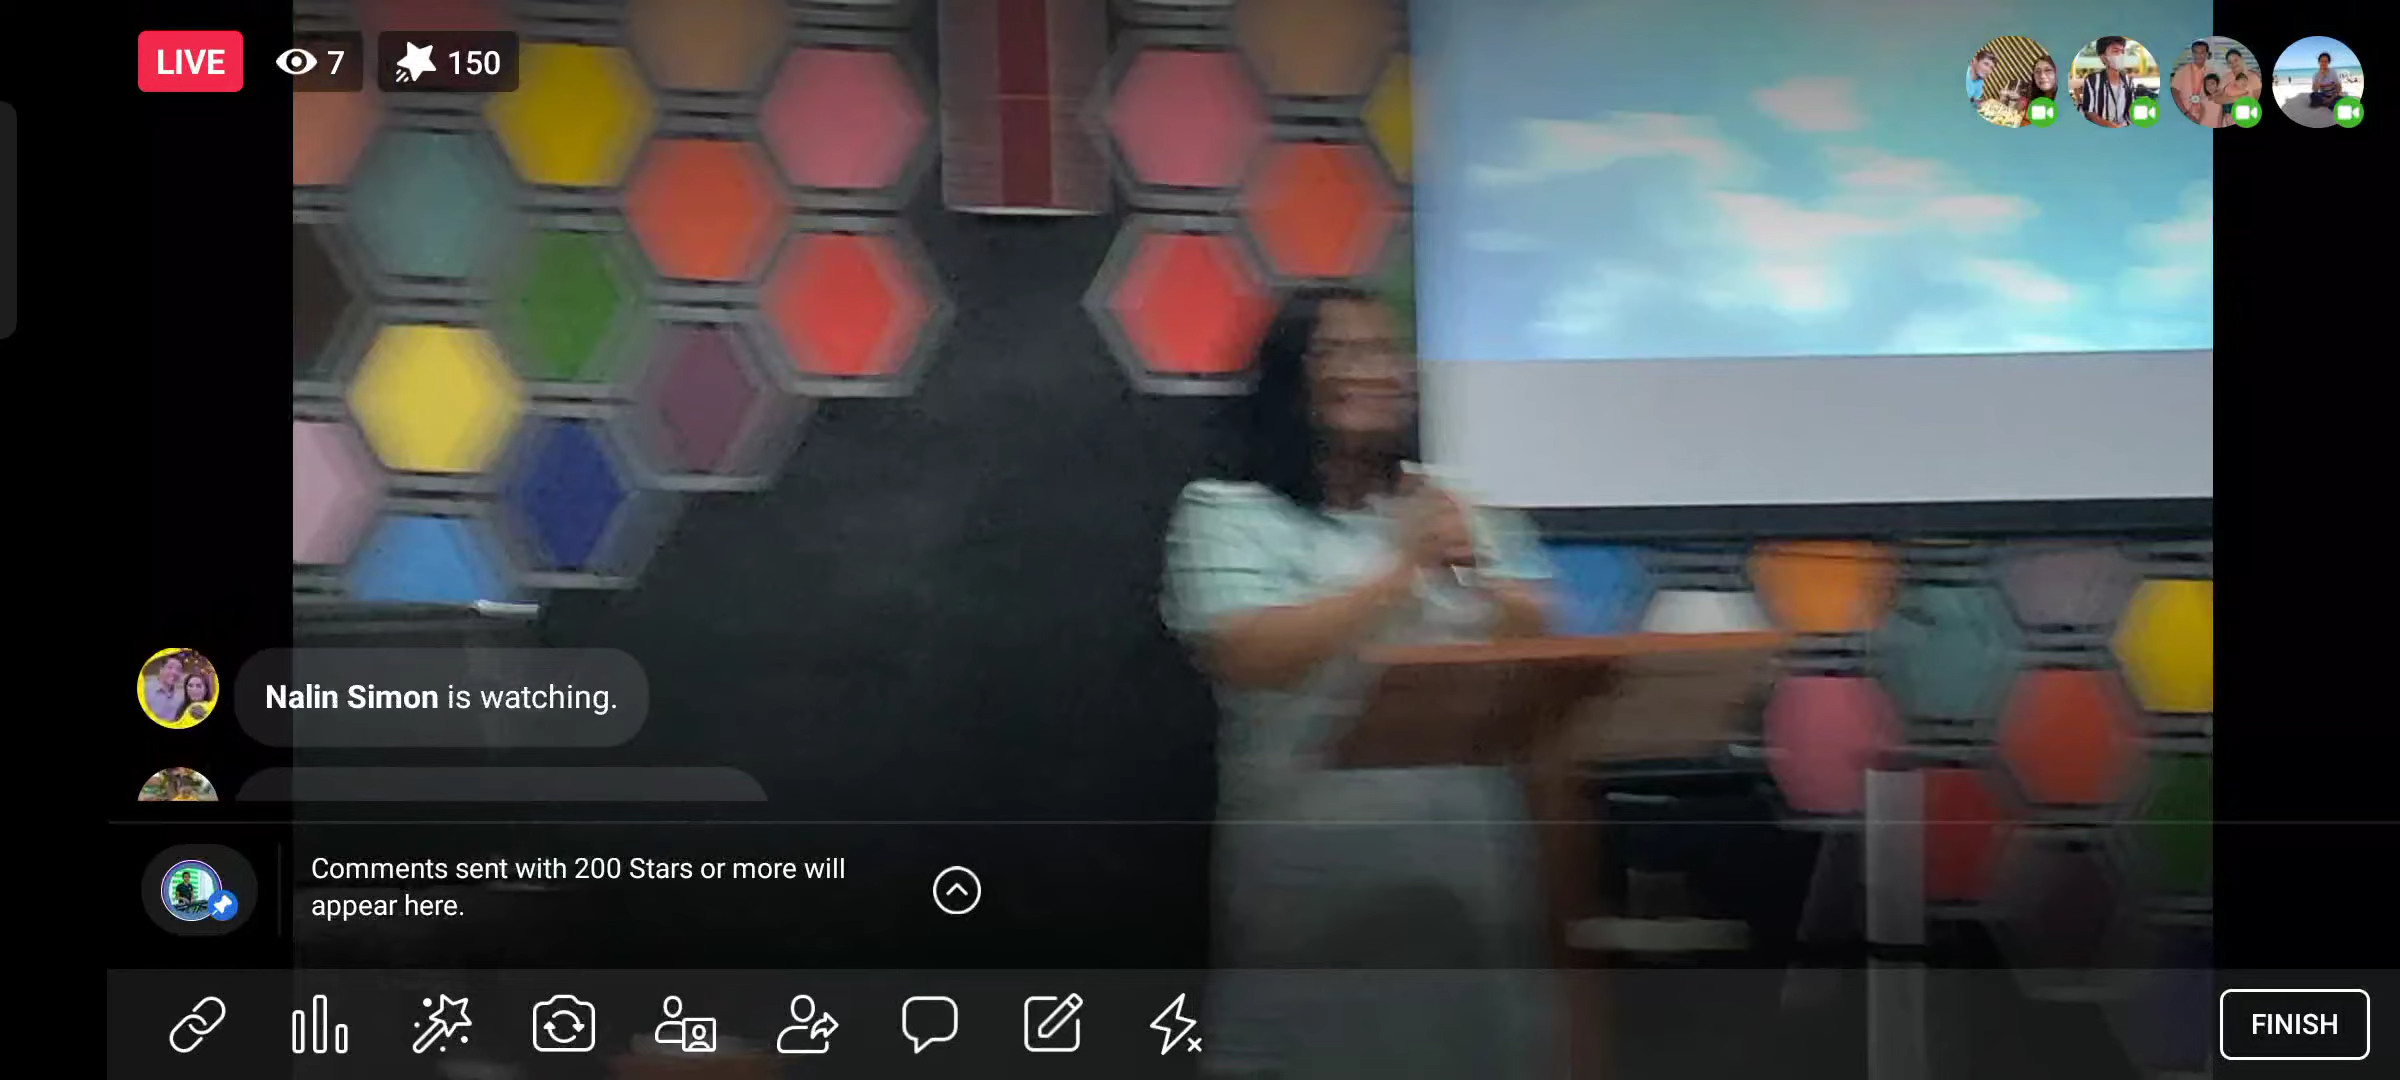 LIVE 7 150
Nalin Simon is watching.
Comments sent with 200 Stars or more will
appear here.
FINISH